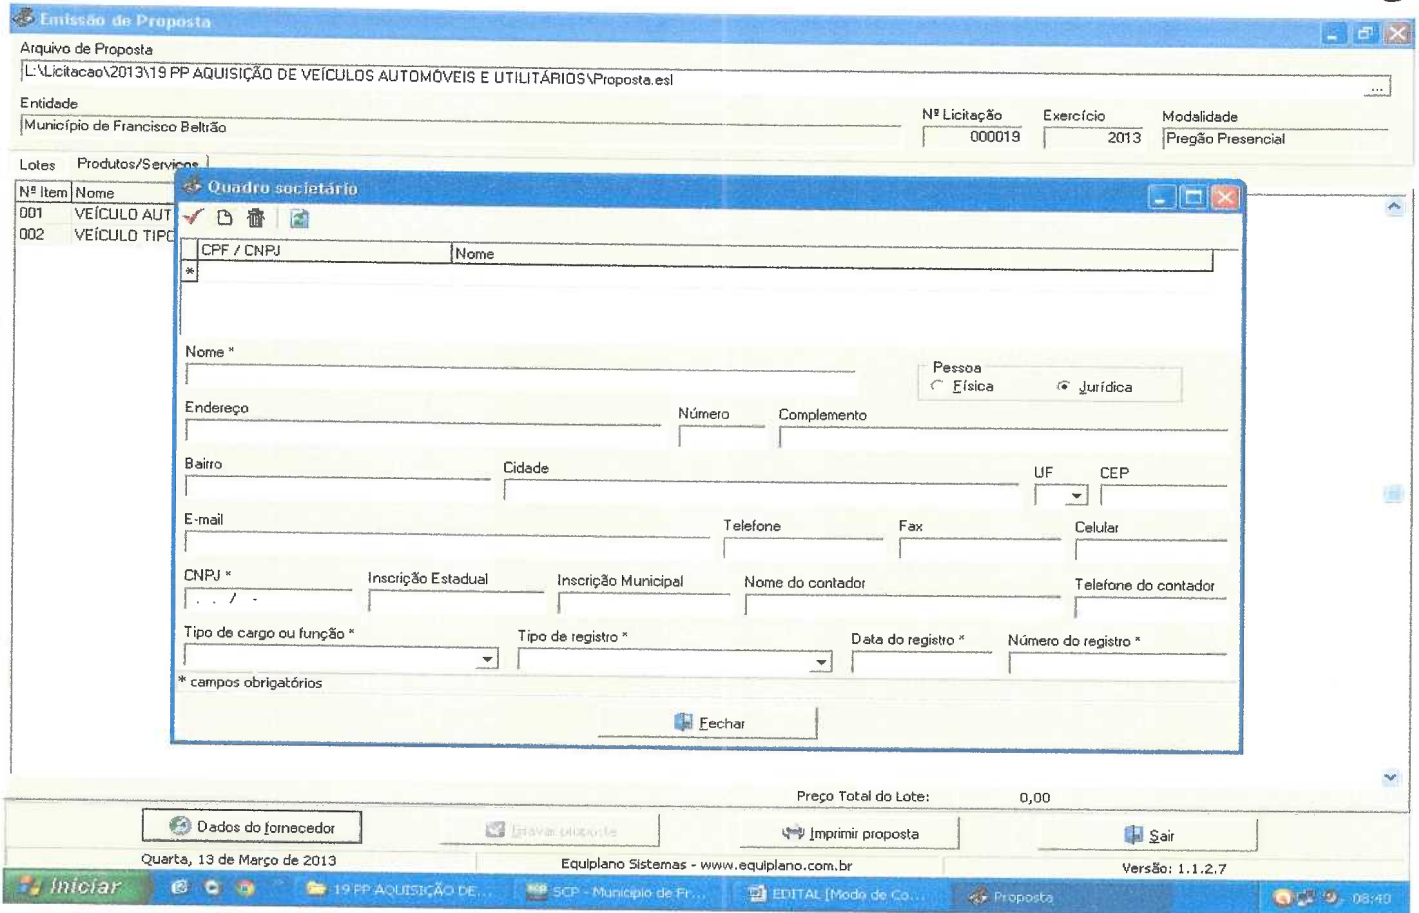 Emissão de Proposta
Arquivo de Proposta
L:\Licitacao\2013\19 PP AQUISIÇÃO DE VEÍCULOS AUTOMÓVEIS E UTILITÁRIOS\Proposta.esl
...
Entidade
Nº Licitação
Exercício
Modalidade
Município de Francisco Beltrão
000019
2013
Pregão Presencial
Lotes
Produtos/Serviços
Nº Item
Nome
001
VEÍCULO AUT
002
VEÍCULO TIPO
Quadro societário
CPF / CNPJ
Nome
*
Nome *
Pessoa
Física
Jurídica
Endereço
Número
Complemento
Bairro
Cidade
UF
CEP
E-mail
Telefone
Fax
Celular
CNPJ *
Inscrição Estadual
Inscrição Municipal
Nome do contador
Telefone do contador
. . / -
Tipo de cargo ou função *
Tipo de registro *
Data do registro *
Número do registro *
* campos obrigatórios
Fechar
Preço Total do Lote:
0,00
Dados do fornecedor
Gravar proposta
Imprimir proposta
Sair
Quarta, 13 de Março de 2013
Equiplano Sistemas - www.equiplano.com.br
Versão: 1.1.2.7
Iniciar
19 PP AQUISIÇÃO DE...
SCP - Municipio de Fr...
EDITAL [Modo de Co...
Proposta
08:40